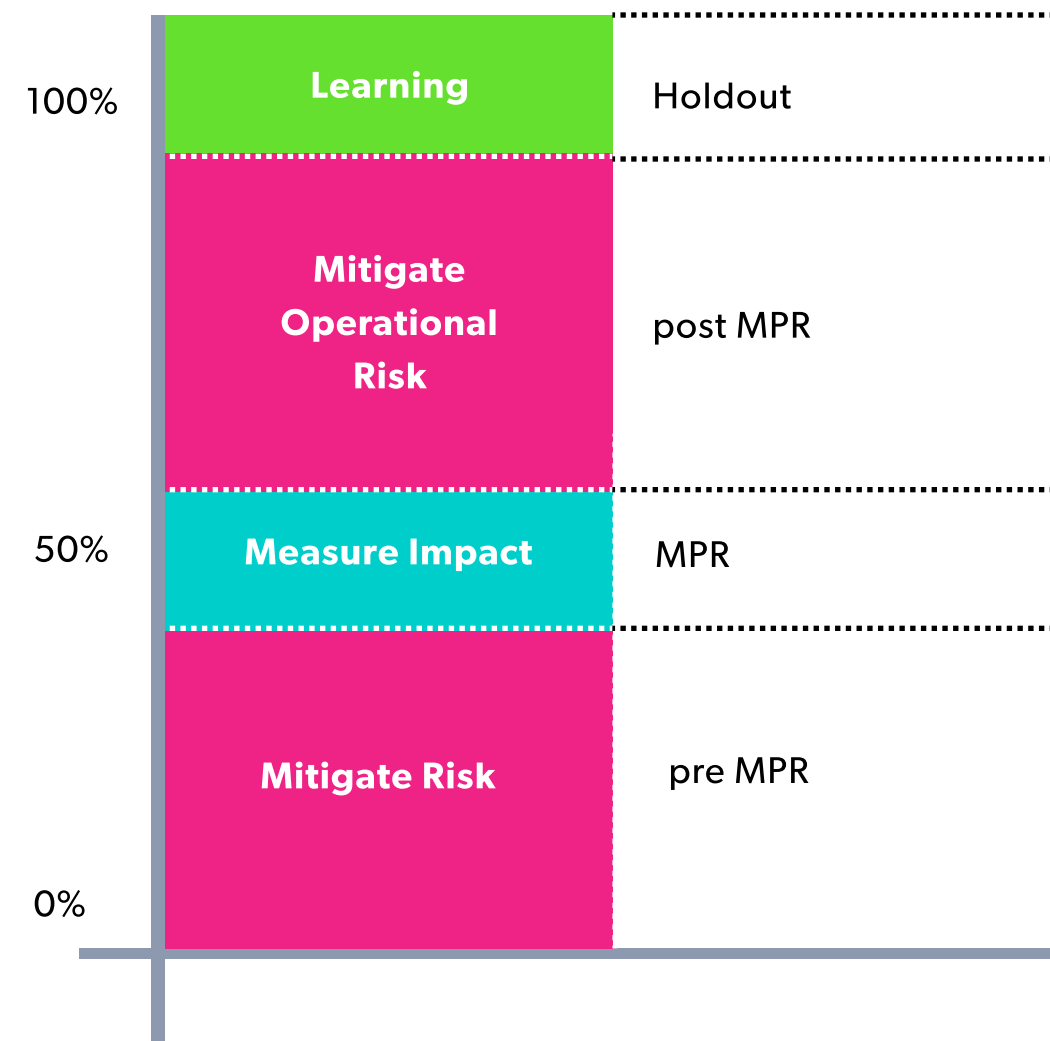 100%
Learning
Holdout
Mitigate
Operational
Risk
post MPR
50%
Measure Impact
MPR
Mitigate Risk
pre MPR
0%